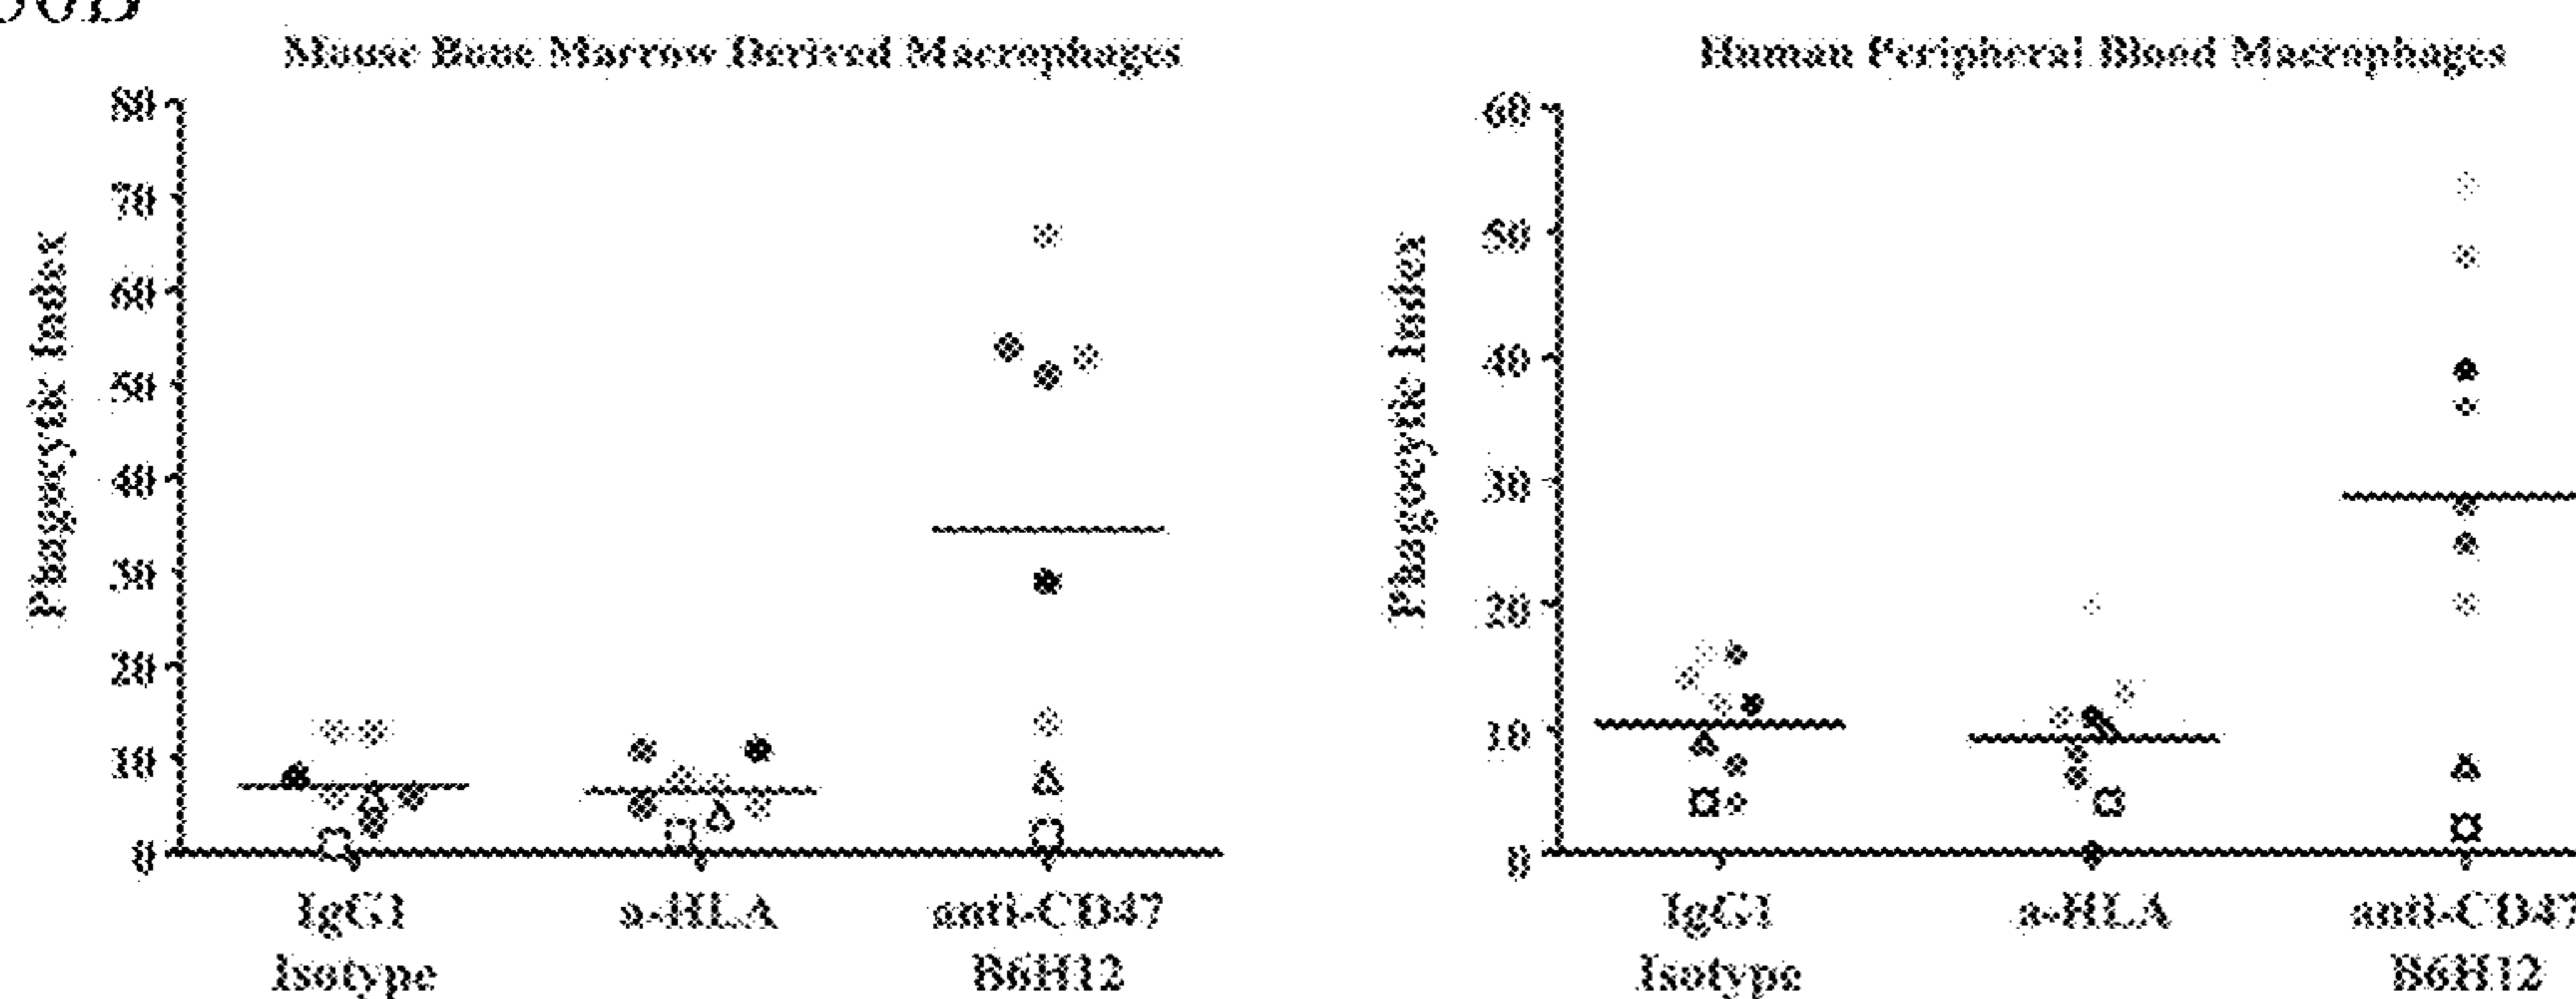 Mouse Bone Marrow Derived Macrophages
80
70
60
50
40
30
20
10
0
Phagocytic Index
IgG1
Isotype
a-HLA
anti-CD47
B6H12
Human Peripheral Blood Macrophages
60
50
40
30
20
10
0
Phagocytic Index
IgG1
Isotype
a-HLA
anti-CD47
B6H12